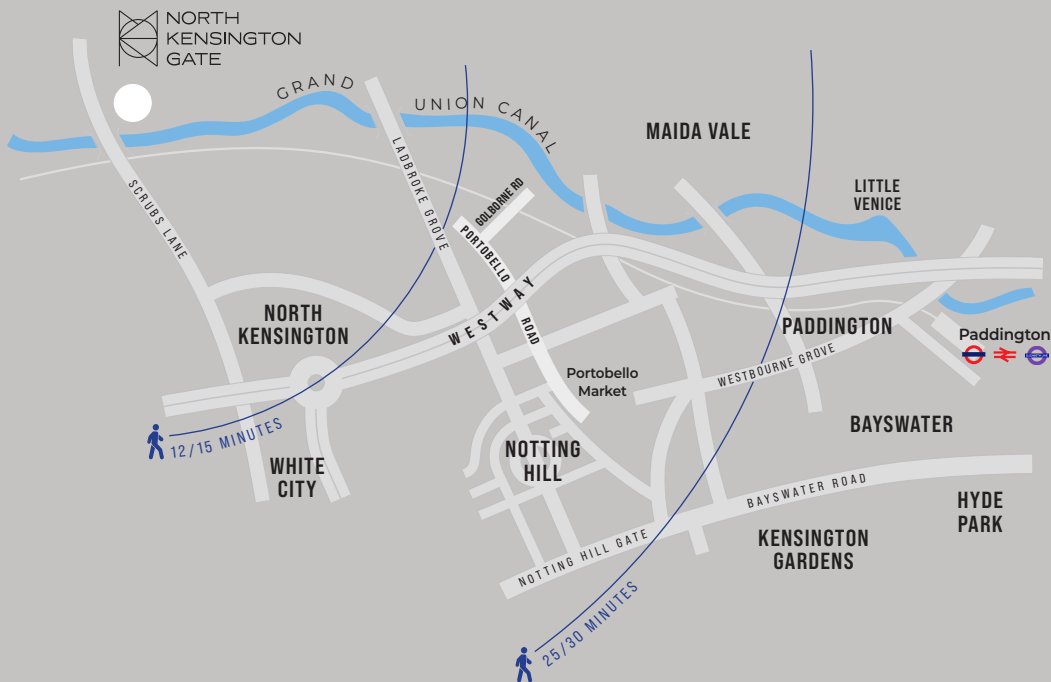 NORTH
KENSINGTON
GATE
GRAND
UNION CANAL
MAIDA VALE
LITTLE
VENICE
SCRUBS LANE
LADBROKE GROVE
GOLBORNE RD
PORTOBELLO
ROAD
WESTWAY
NORTH
KENSINGTON
PADDINGTON
Paddington
WESTBOURNE GROVE
Portobello
Market
12/15 MINUTES
WHITE
CITY
NOTTING
HILL
BAYSWATER
BAYSWATER ROAD
HYDE
PARK
NOTTING HILL GATE
KENSINGTON
GARDENS
25/30 MINUTES